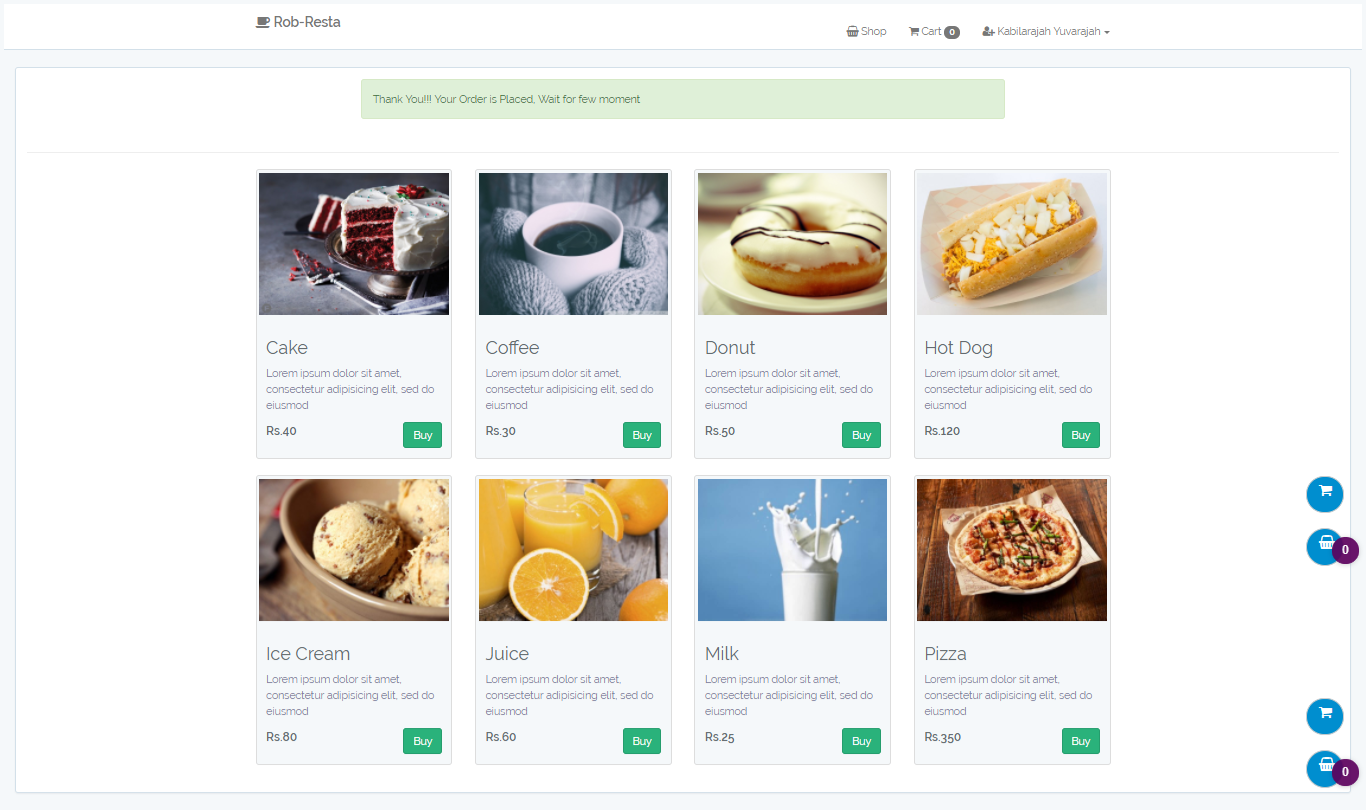 Rob-Resta
Shop Cart 0 Kabilarajah Yuvarajah
Thank You!!! Your Order is Placed, Wait for few moment
Cake
Lorem ipsum dolor sit amet,
consectetur adipisicing elit, sed do
eiusmod
Rs.40 Buy
Coffee
Lorem ipsum dolor sit amet,
consectetur adipisicing elit, sed do
eiusmod
Rs.30 Buy
Donut
Lorem ipsum dolor sit amet,
consectetur adipisicing elit, sed do
eiusmod
Rs.50 Buy
Hot Dog
Lorem ipsum dolor sit amet,
consectetur adipisicing elit, sed do
eiusmod
Rs.120 Buy
Ice Cream
Lorem ipsum dolor sit amet,
consectetur adipisicing elit, sed do
eiusmod
Rs.80 Buy
Juice
Lorem ipsum dolor sit amet,
consectetur adipisicing elit, sed do
eiusmod
Rs.60 Buy
Milk
Lorem ipsum dolor sit amet,
consectetur adipisicing elit, sed do
eiusmod
Rs.25 Buy
Pizza
Lorem ipsum dolor sit amet,
consectetur adipisicing elit, sed do
eiusmod
Rs.350 Buy
0
0